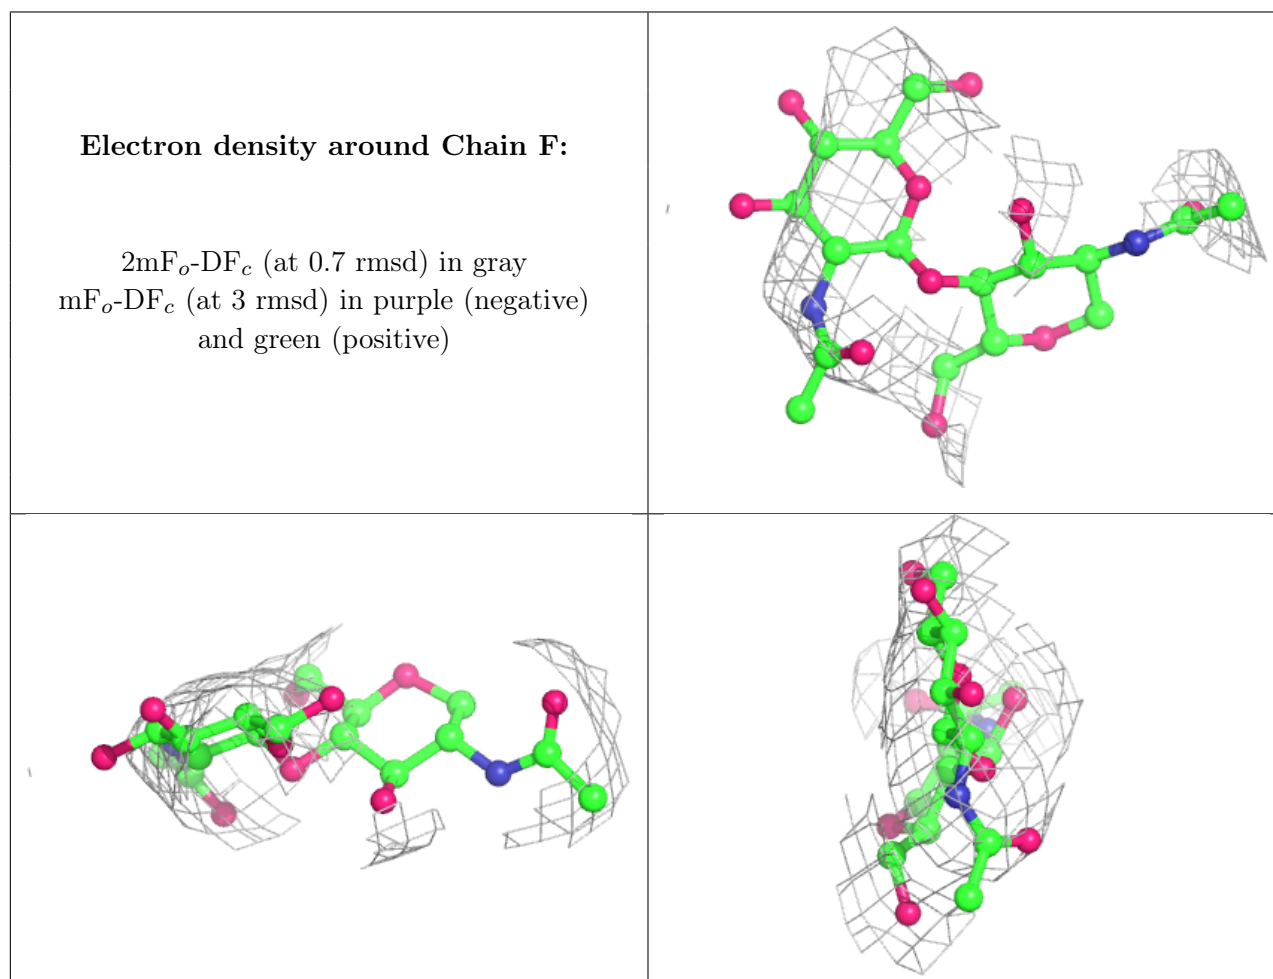 Electron density around Chain F:
2mFo-DFc (at 0.7 rmsd) in gray
mFo-DFc (at 3 rmsd) in purple (negative)
and green (positive)